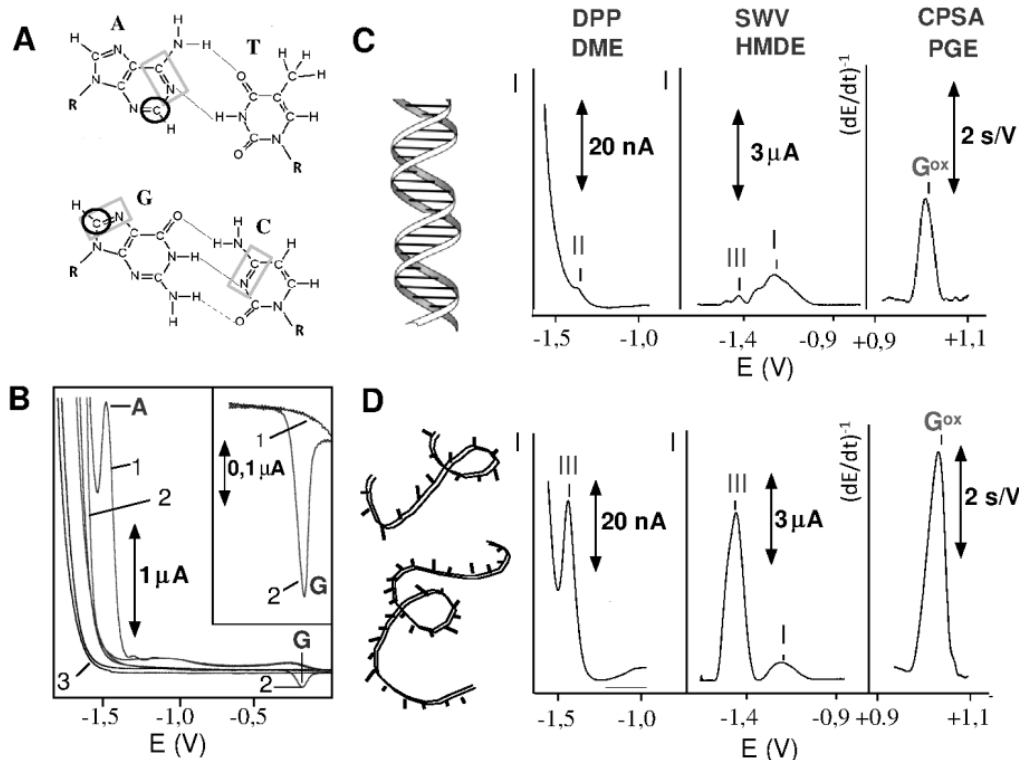 A
A
T
N
N
H
H
H
C
C
N
C
C
C
H
H
H
O
C
C
H
N
N
R
N
C
H
H
N
C
C
H
O
N
R
H
C
N
G
O
C
C
N
C
R
C
N
C
N
H
N
H
H
H
N
H
C
H
C
C
N
C
C
H
O
N
R
B
A
1
2
1 µA
3
1
0,1 µA
2
G
G
2
-1,5
-1,0
-0,5
E (V)
C
DPP
DME
SWV
HMDE
CPSA
PGE
I
20 nA
II
-1,5
-1,0
I
3 µA
III
I
-1,4
-0,9
E (V)
(dE/dt)-1
2 s/V
Gox
+0,9
+1,1
D
I
III
20 nA
-1,5
-1,0
I
III
3 µA
I
-1,4
-0,9
E (V)
(dE/dt)-1
Gox
2 s/V
+0,9
+1,1